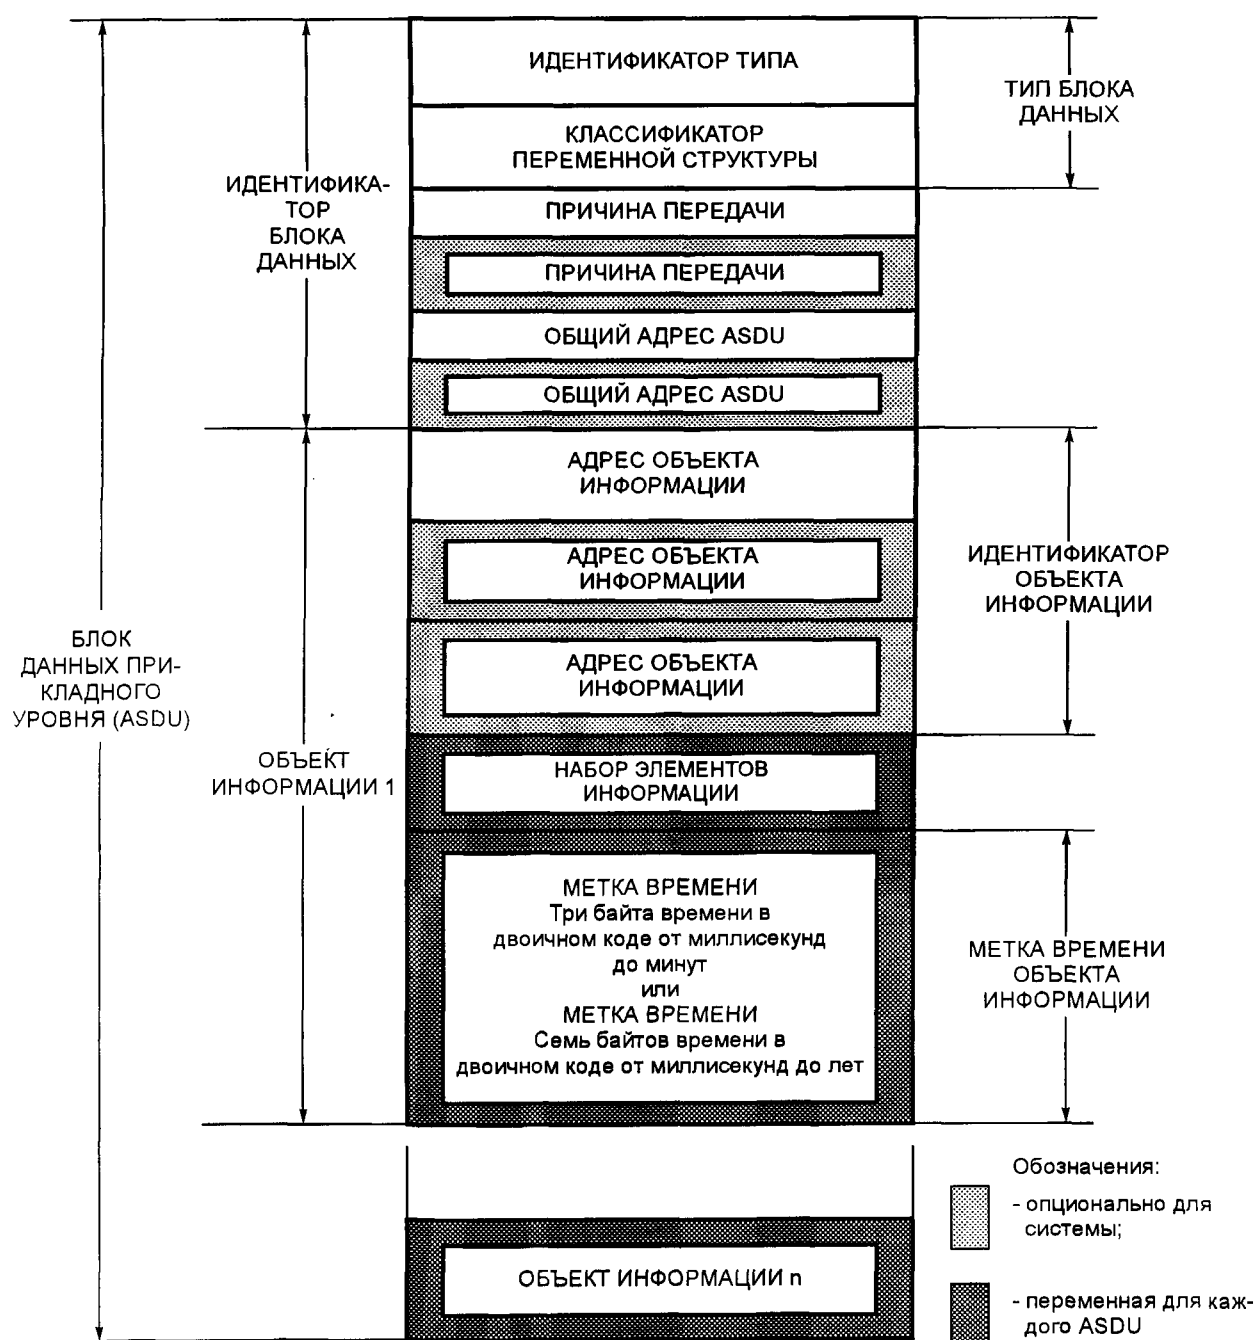 ИДЕНТИФИКАТОР ТИПА
ТИП БЛОКА
ДАННЫХ
КЛАССИФИКАТОР
ПЕРЕМЕННОЙ СТРУКТУРЫ
ИДЕНТИФИКА-
ТОР
БЛОКА
ДАННЫХ
ПРИЧИНА ПЕРЕДАЧИ
ПРИЧИНА ПЕРЕДАЧИ
ОБЩИЙ АДРЕС ASDU
ОБЩИЙ АДРЕС ASDU
АДРЕС ОБЪЕКТА
ИНФОРМАЦИИ
АДРЕС ОБЪЕКТА
ИНФОРМАЦИИ
ИДЕНТИФИКАТОР
ОБЪЕКТА
ИНФОРМАЦИИ
АДРЕС ОБЪЕКТА
ИНФОРМАЦИИ
БЛОК
ДАННЫХ ПРИ-
КЛАДНОГО
УРОВНЯ (ASDU)
ОБЪЕКТ
ИНФОРМАЦИИ 1
НАБОР ЭЛЕМЕНТОВ
ИНФОРМАЦИИ
МЕТКА ВРЕМЕНИ
Три байта времени в
двоичном коде от миллисекунд
до минут
или
МЕТКА ВРЕМЕНИ
Семь байтов времени в
двоичном коде от миллисекунд до лет
МЕТКА ВРЕМЕНИ
ОБЪЕКТА
ИНФОРМАЦИИ
ОБЪЕКТ ИНФОРМАЦИИ n
Обозначения:
- опционально для
системы;
- переменная для каж-
дого ASDU